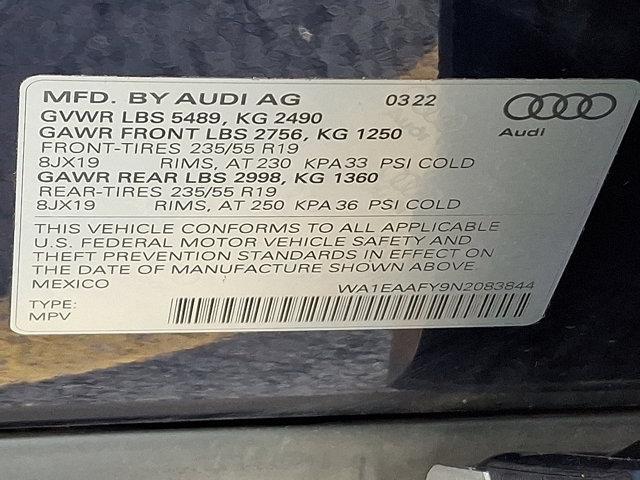 MFD. BY AUDI AG 03 22
GVWR LBS 5489, KG 2490
GAWR FRONT LBS 2756, KG 1250
FRONT-TIRES 235/55 R19
8JX19 RIMS, AT 230 KPA 33 PSI COLD
GAWR REAR LBS 2998, KG 1360
REAR-TIRES 235/55 R19
8JX19 RIMS, AT 250 KPA 36 PSI COLD
Audi
THIS VEHICLE CONFORMS TO ALL APPLICABLE
U.S. FEDERAL MOTOR VEHICLE SAFETY AND
THEFT PREVENTION STANDARDS IN EFFECT ON
THE DATE OF MANUFACTURE SHOWN ABOVE
MEXICO WA1EAAFY9N2083844
TYPE:
MPV